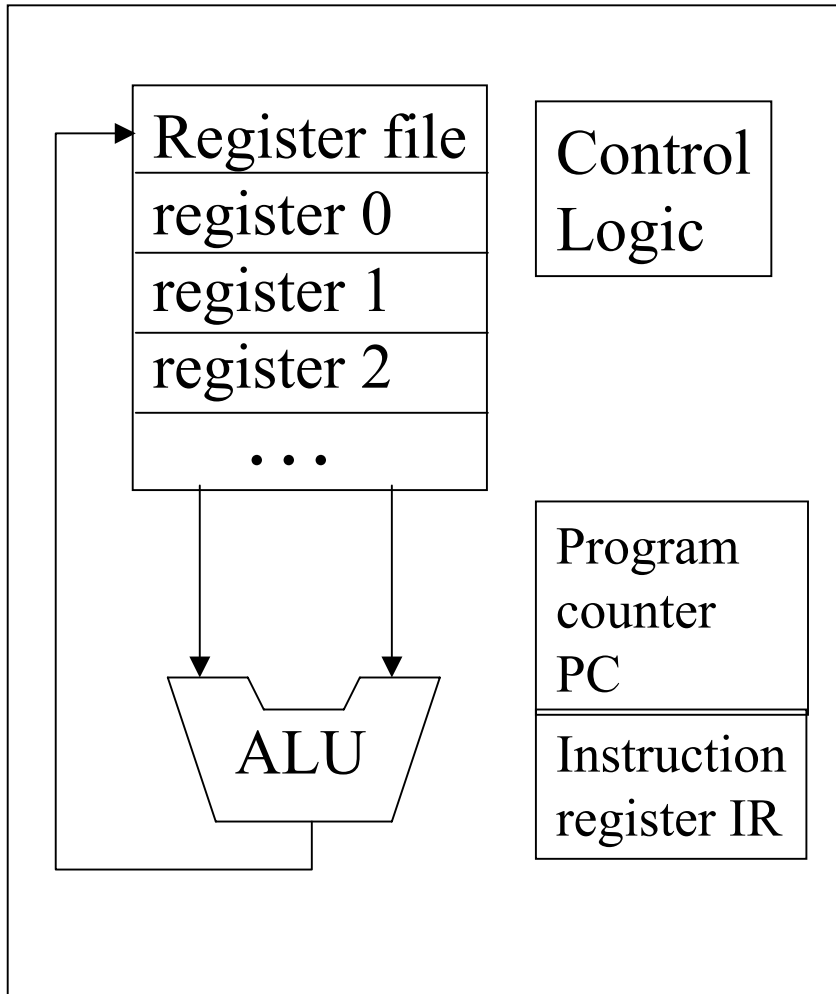 Register file
register 0
register 1
register 2
...
ALU
Control
Logic
Program
counter
PC
Instruction
register IR